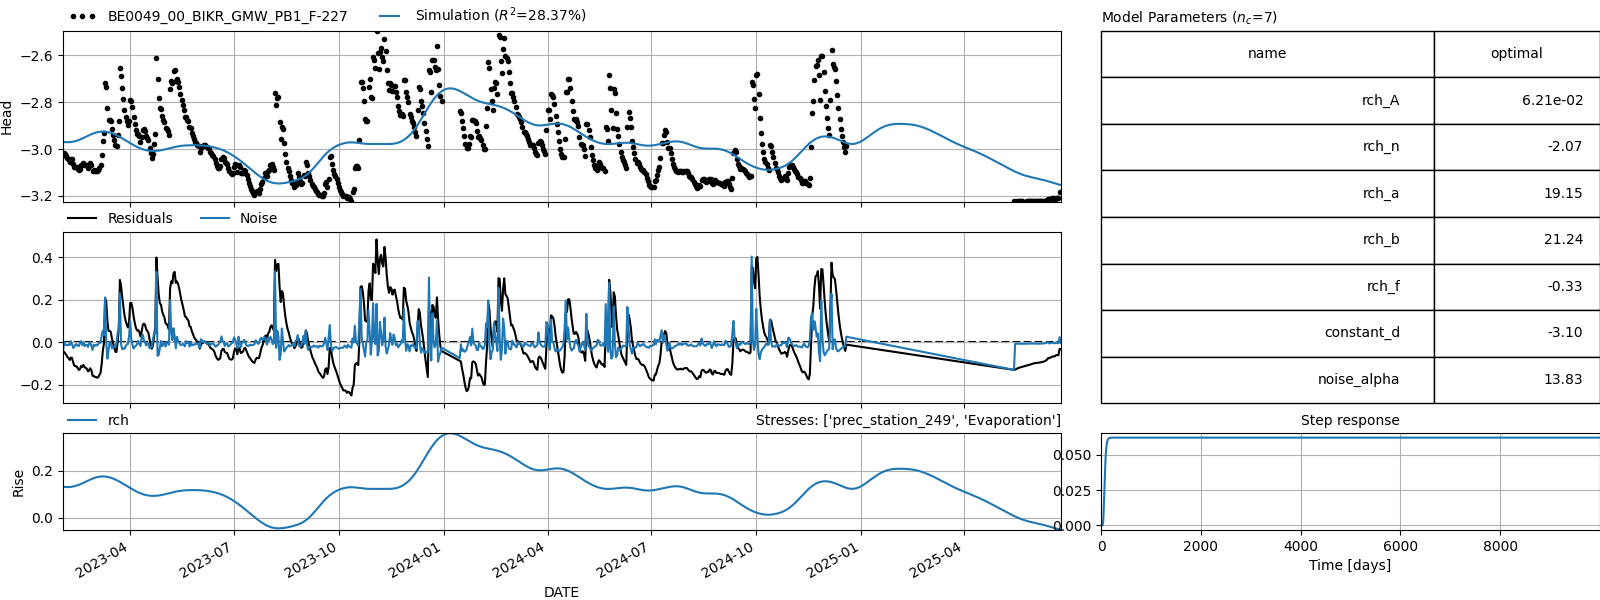 BE0049_00_BIKR_GMW_PB1_F-227
Simulation (R²=28.37%)
Head
−2.6
−2.8
−3.0
−3.2
Residuals
Noise
0.4
0.2
0.0
−0.2
rch
Stresses: ['prec_station_249', 'Evaporation']
Rise
0.2
0.0
2023-04
2023-07
2023-10
2024-01
2024-04
2024-07
2024-10
2025-01
2025-04
DATE
Model Parameters (n_c=7)
name optimal
rch_A 6.21e-02
rch_n -2.07
rch_a 19.15
rch_b 21.24
rch_f -0.33
constant_d -3.10
noise_alpha 13.83
Step response
0.050
0.025
0.000
0 2000 4000 6000 8000
Time [days]